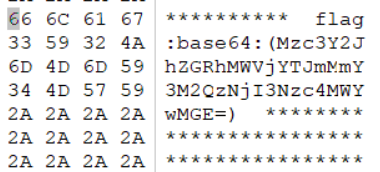 66 6C 61 67 **********  flag
33 59 32 4A :base64:(Mzc3Y2J
6D 4D 6D 59 hZGRhMWVjYTJmMmY
34 4D 57 59 3M2QzNjI3Nzc4MWY
2A 2A 2A 2A wMGE=)  ********
2A 2A 2A 2A ****************
2A 2A 2A 2A ****************